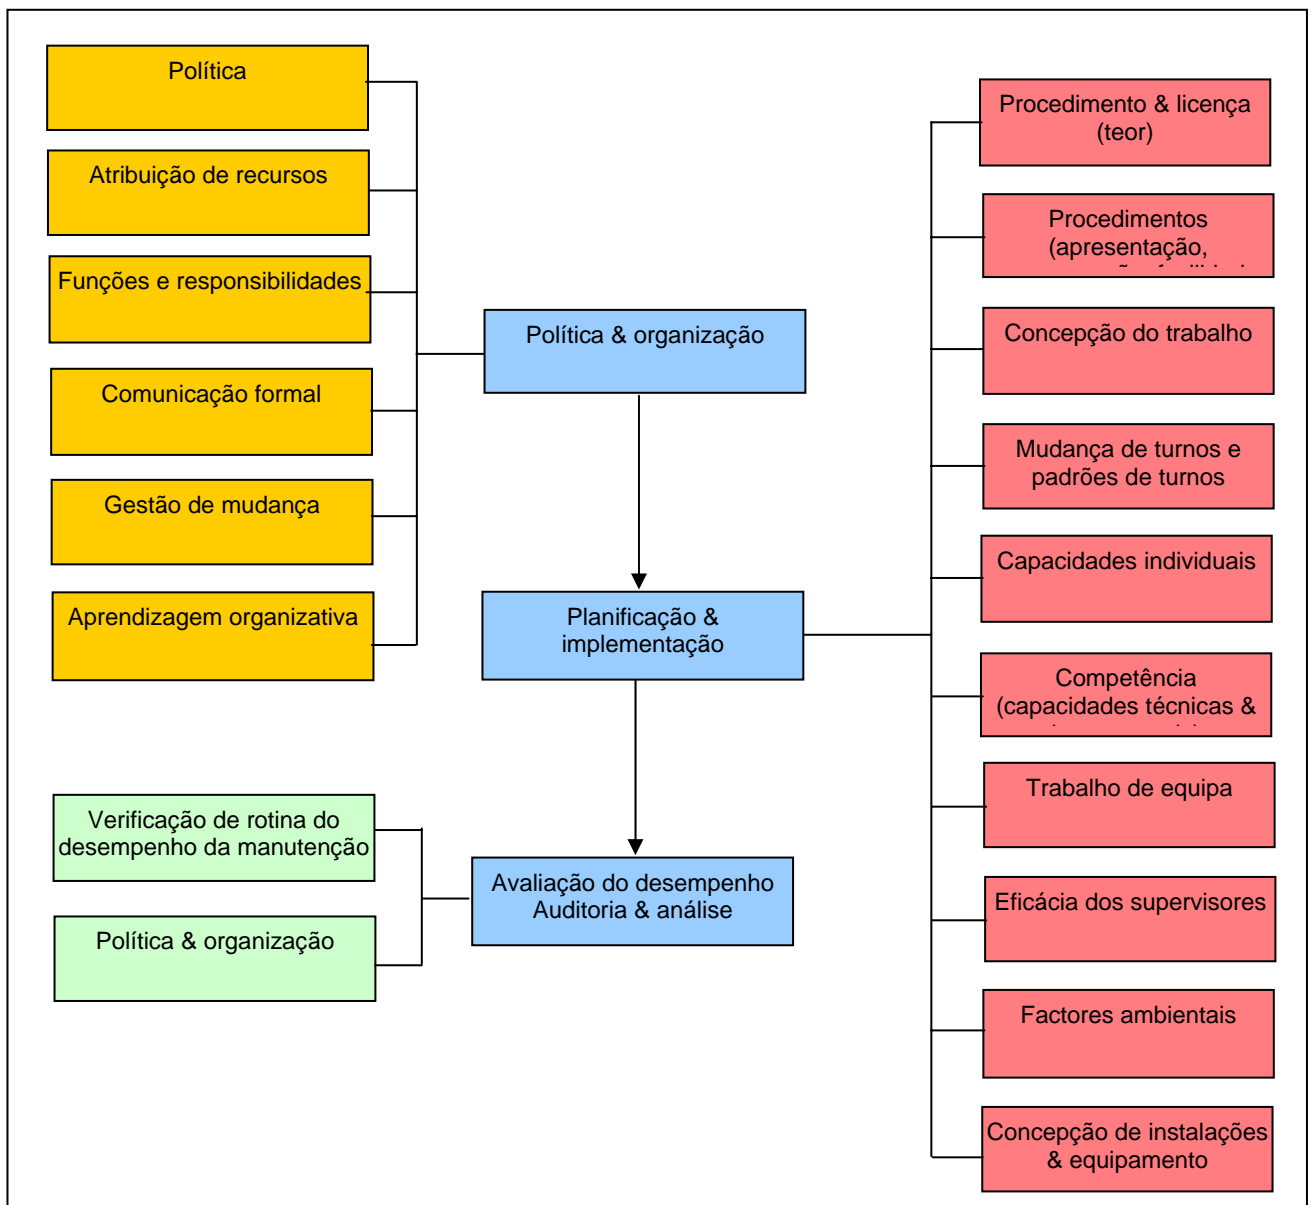 Política
Atribuição de recursos
Funções e responsibilidades
Comunicação formal
Gestão de mudança
Aprendizagem organizativa
Política & organização
Planificação &
implementação
Avaliação do desempenho
Auditoria & análise
Verificação de rotina do
desempenho da manutenção
Política & organização
Procedimento & licença
(teor)
Procedimentos
(apresentação,
Concepção do trabalho
Mudança de turnos e
padrões de turnos
Capacidades individuais
Competência
(capacidades técnicas &
Trabalho de equipa
Eficácia dos supervisores
Factores ambientais
Concepção de instalações
& equipamento